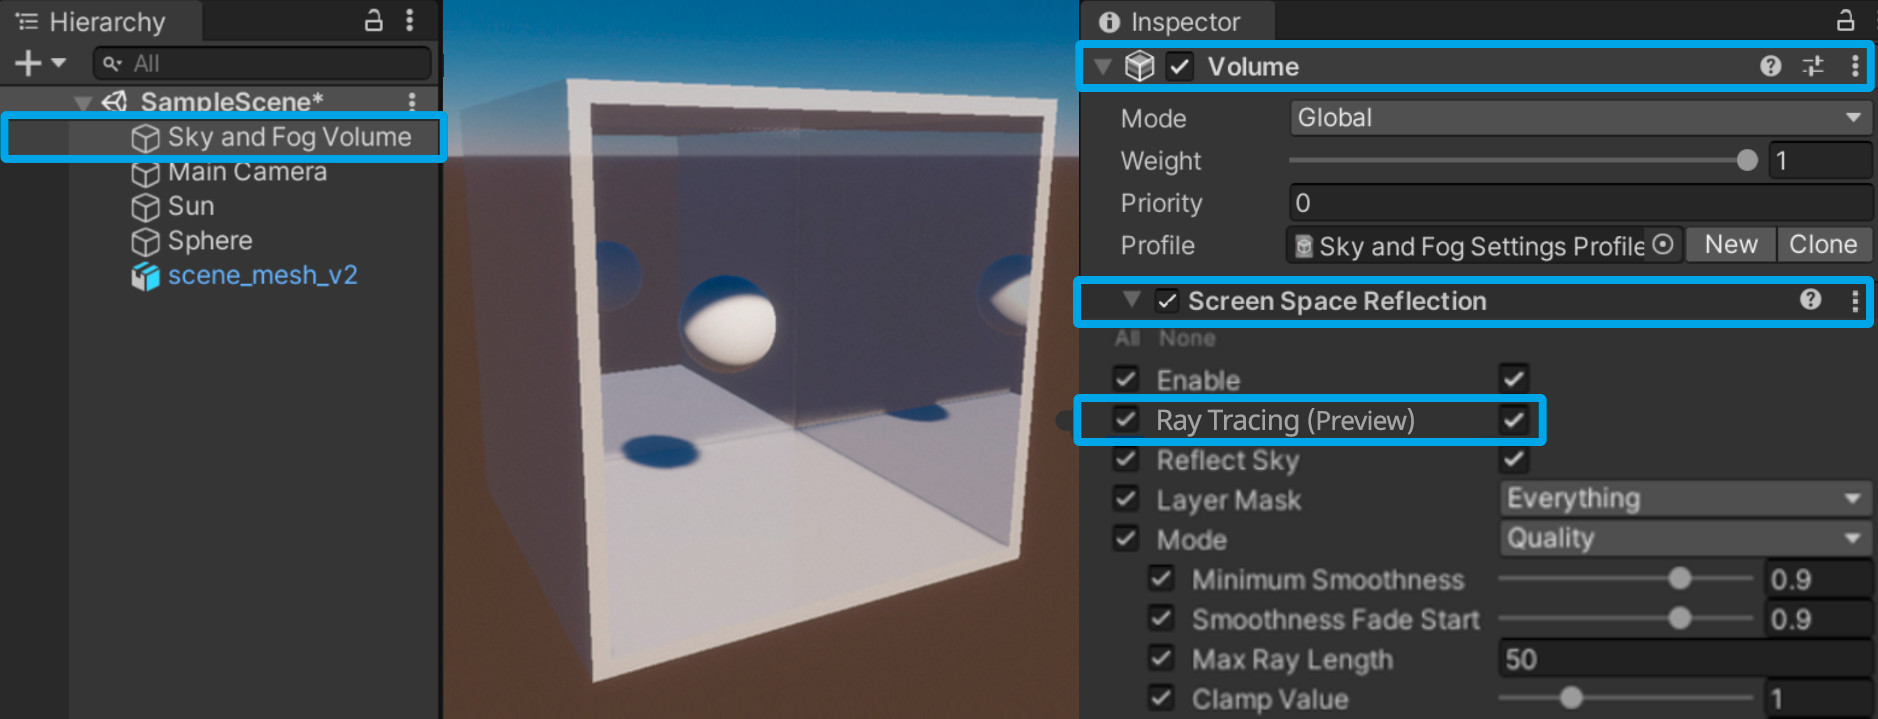 Hierarchy
All
SampleScene*
Sky and Fog Volume
Main Camera
Sun
Sphere
scene_mesh_v2
Inspector
Volume
Mode Global
Weight 1
Priority 0
Profile Sky and Fog Settings Profile New Clone
Screen Space Reflection
All None
Enable
Ray Tracing (Preview)
Reflect Sky
Layer Mask Everything
Mode Quality
Minimum Smoothness 0.9
Smoothness Fade Start 0.9
Max Ray Length 50
Clamp Value 1